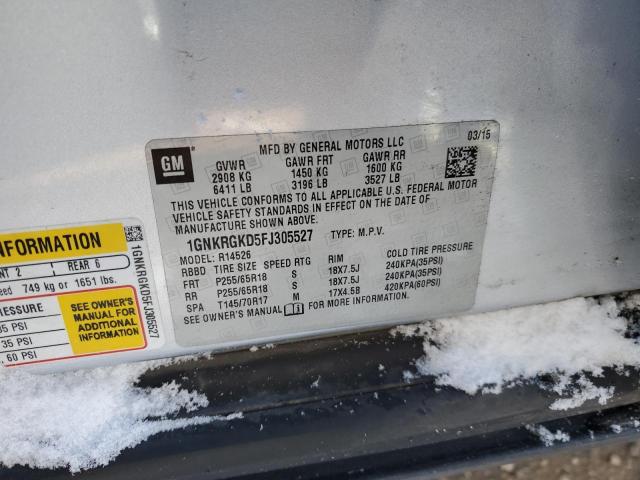 GM
MFD BY GENERAL MOTORS LLC
03/15
GVWR GAWR FRT GAWR RR
2908 KG 1450 KG 1600 KG
6411 LB 3196 LB 3527 LB
THIS VEHICLE CONFORMS TO ALL APPLICABLE U.S. FEDERAL MOTOR
VEHICLE SAFETY STANDARDS IN EFFECT ON THE DATE OF
MANUFACTURE SHOWN ABOVE.
1GNKRGKD5FJ305527 TYPE: M.P.V.
MODEL: R14526
RBBD TIRE SIZE SPEED RTG RIM COLD TIRE PRESSURE
FRT P255/65R18 S 18X7.5J 240KPA(35PSI)
RR P255/65R18 S 18X7.5J 240KPA(35PSI)
SPA T145/70R17 M 17X4.5B 420KPA(60PSI)
SEE OWNER'S MANUAL FOR MORE INFORMATION.
INFORMATION
NT 2 REAR 6
eed 749 kg or 1651 lbs.
RESSURE
35 PSI
35 PSI
, 60 PSI
SEE OWNER'S
MANUAL FOR
ADDITIONAL
INFORMATION
1GNKRGKD5FJ305527